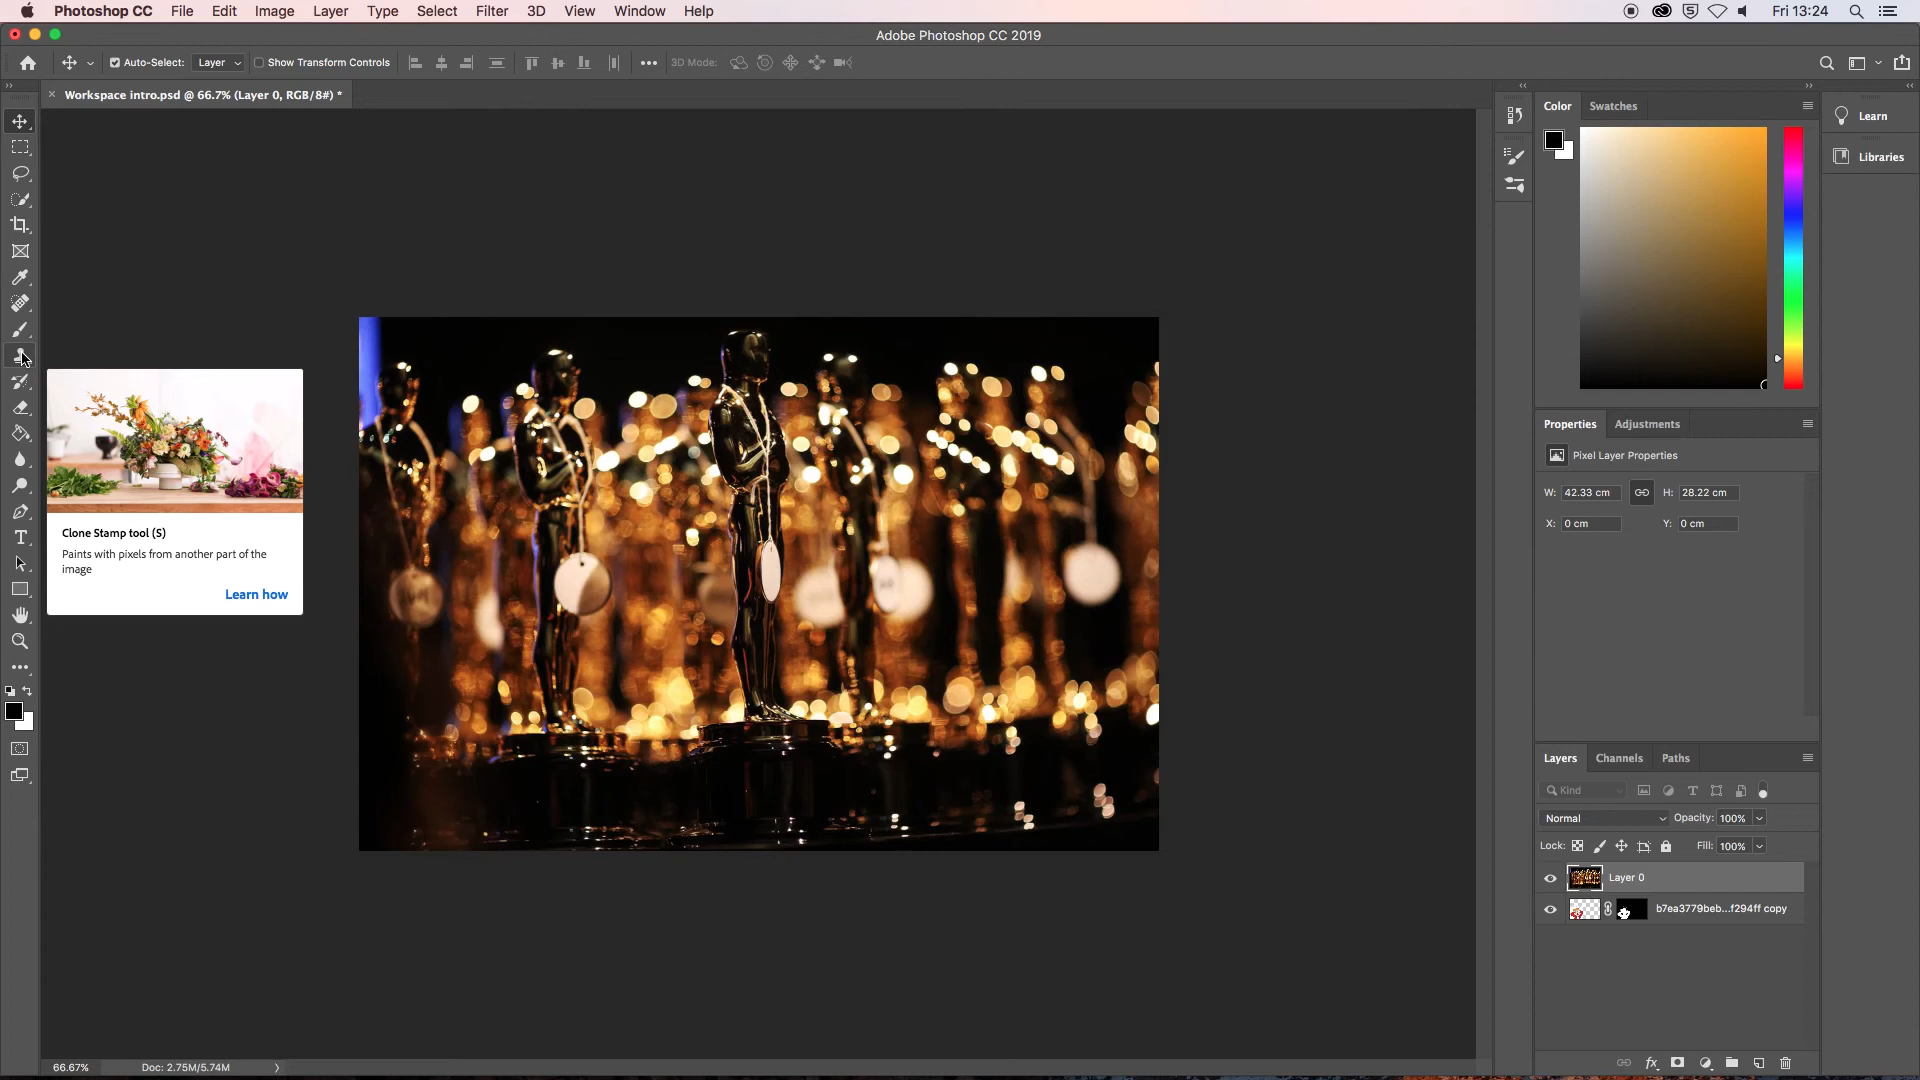 Photoshop CC File Edit Image Layer Type Select Filter 3D View Window Help Fri 13:24
Adobe Photoshop CC 2019
Auto-Select: Layer Show Transform Controls 3D Mode:
Workspace intro.psd @ 66.7% (Layer 0, RGB/8#) *
Color Swatches
Learn
Libraries
Clone Stamp tool (S)
Paints with pixels from another part of the
image
Learn how
Properties Adjustments
Pixel Layer Properties
W: 42.33 cm H: 28.22 cm
X: 0 cm Y: 0 cm
Layers Channels Paths
Kind
Normal Opacity: 100%
Lock: Fill: 100%
Layer 0
b7ea3779beb...f294ff copy
66.67% Doc: 2.75M/5.74M